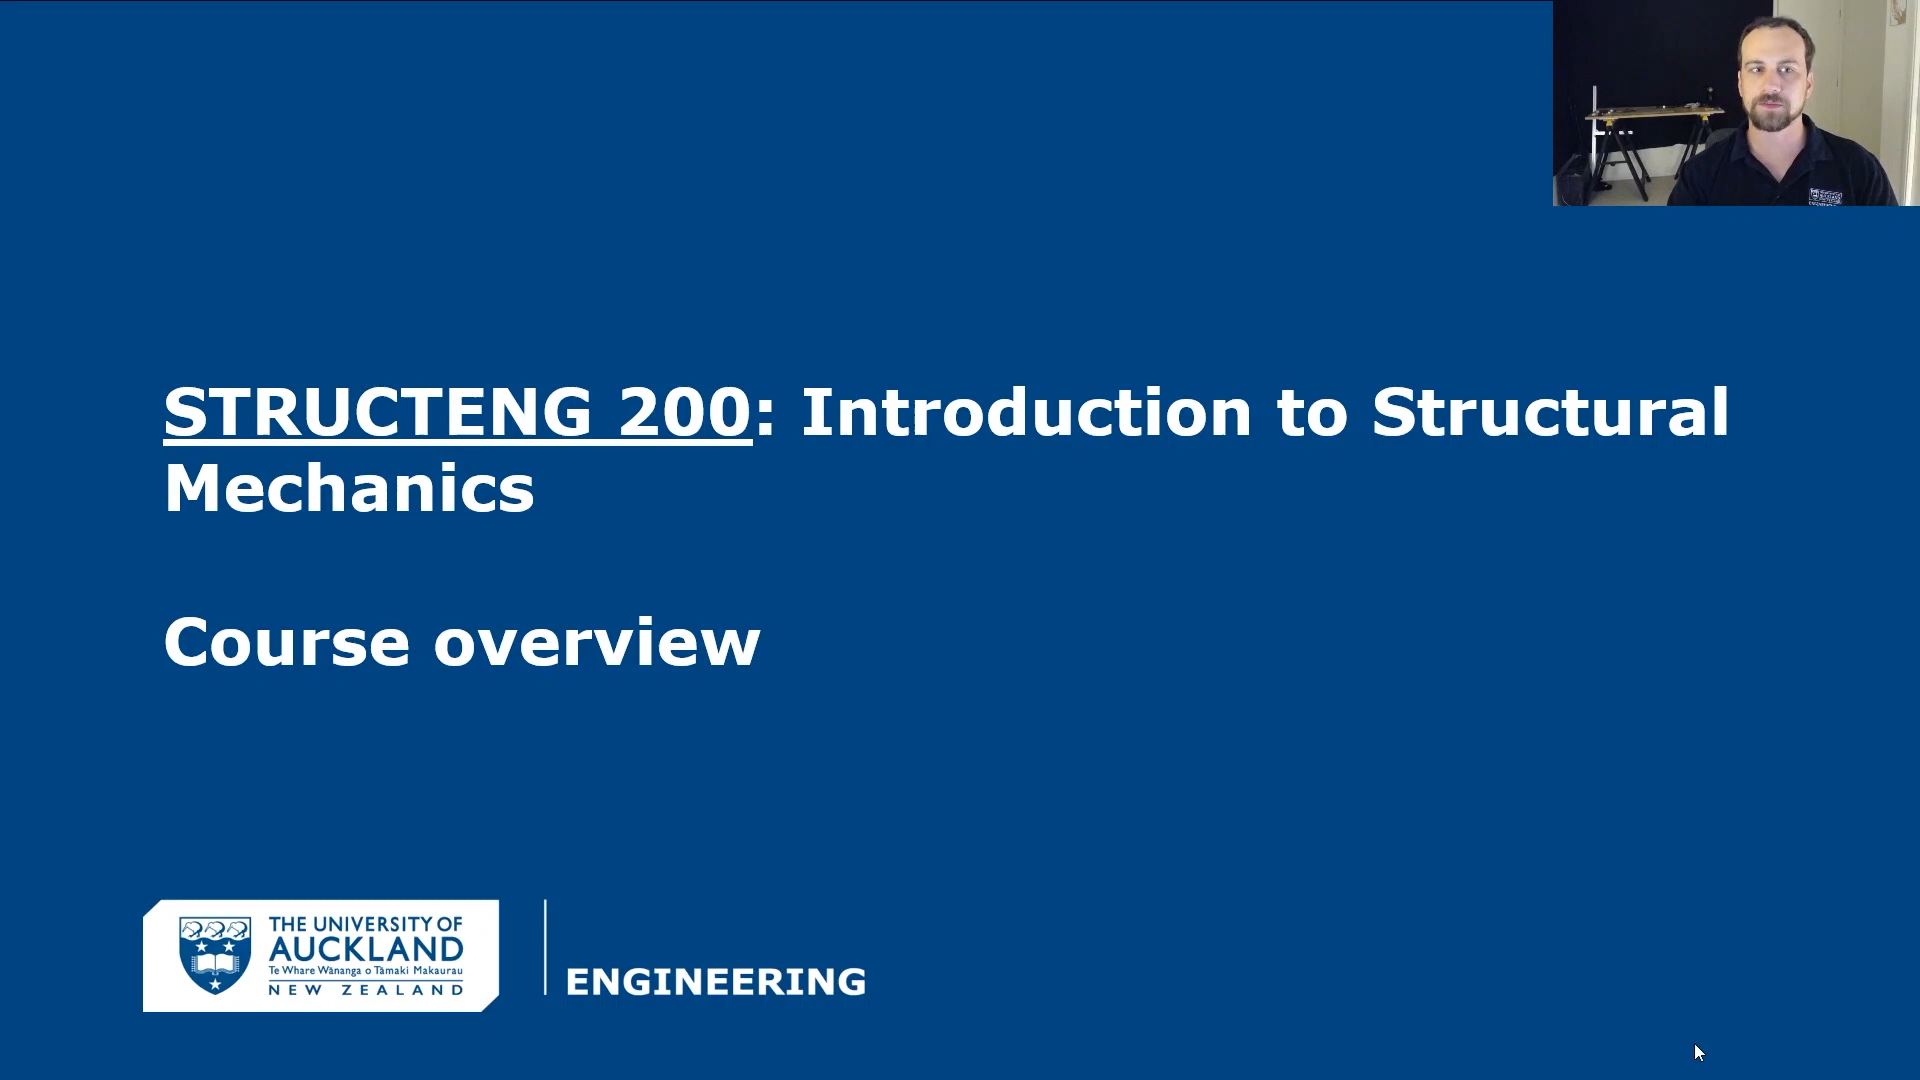 STRUCTENG 200: Introduction to Structural
Mechanics
Course overview
THE UNIVERSITY OF
AUCKLAND
Te Whare Wānanga o Tāmaki Makaurau
NEW ZEALAND
ENGINEERING